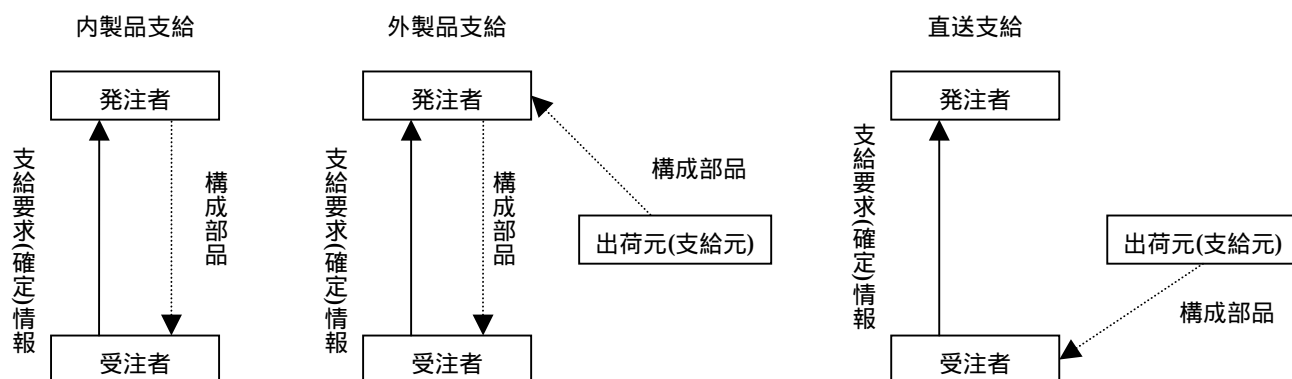 内製品支給
外製品支給
直送支給
発注者
発注者
発注者
支給要求(確定)情報
構成部品
支給要求(確定)情報
構成部品
構成部品
出荷元(支給元)
支給要求(確定)情報
出荷元(支給元)
構成部品
受注者
受注者
受注者